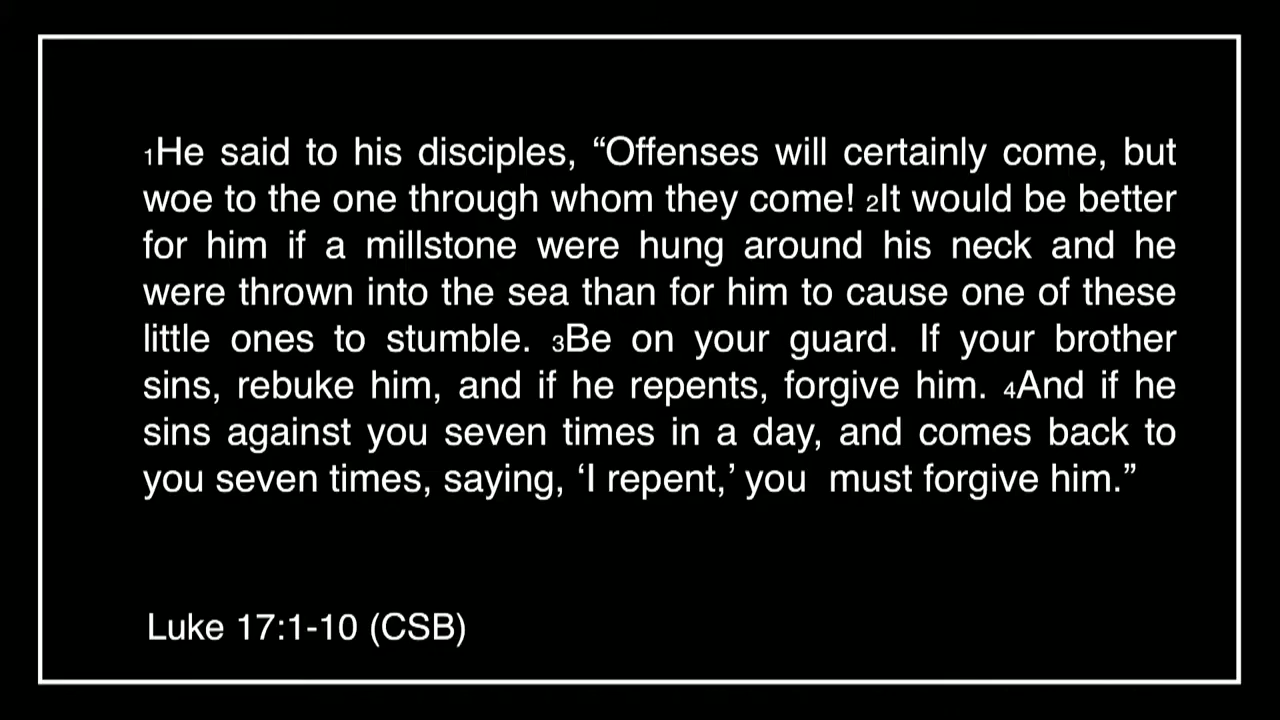 1He said to his disciples, “Offenses will certainly come, but
woe to the one through whom they come! 2It would be better
for him if a millstone were hung around his neck and he
were thrown into the sea than for him to cause one of these
little ones to stumble. 3Be on your guard. If your brother
sins, rebuke him, and if he repents, forgive him. 4And if he
sins against you seven times in a day, and comes back to
you seven times, saying, ‘I repent,’ you  must forgive him.”
Luke 17:1-10 (CSB)